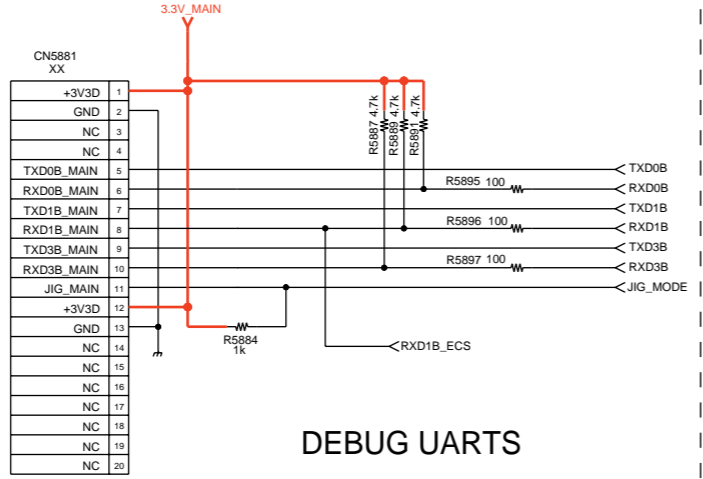 3.3V_MAIN
CN5881
XX
+3V3D 1
GND 2
NC 3
NC 4
TXD0B_MAIN 5
RXD0B_MAIN 6
TXD1B_MAIN 7
RXD1B_MAIN 8
TXD3B_MAIN 9
RXD3B_MAIN 10
JIG_MAIN 11
+3V3D 12
GND 13
NC 14
NC 15
NC 16
NC 17
NC 18
NC 19
NC 20
R5887 4.7k
R5889 4.7k
R5891 4.7k
TXD0B
R5895 100
RXD0B
TXD1B
R5896 100
RXD1B
TXD3B
R5897 100
RXD3B
JIG_MODE
R5884
1k
RXD1B_ECS
DEBUG UARTS